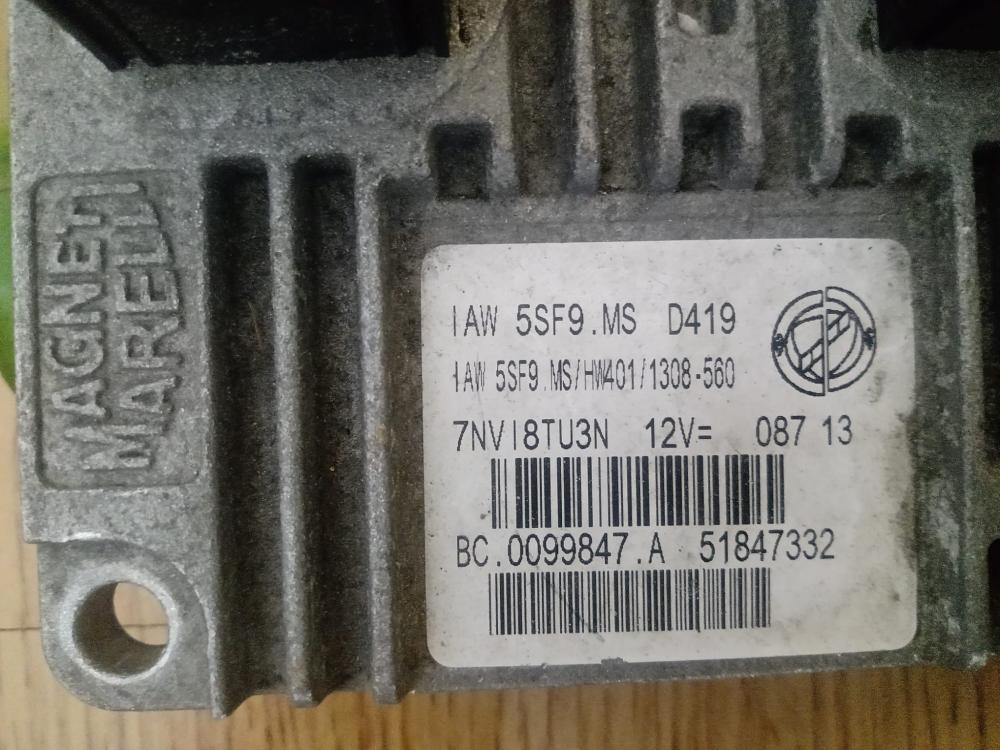 MAGNETI
MARELLI
IAW 5SF9.MS D419
IAW 5SF9.MS/HW401/1308-560
7NVI8TU3N 12V= 087 13
BC.0099847.A 51847332